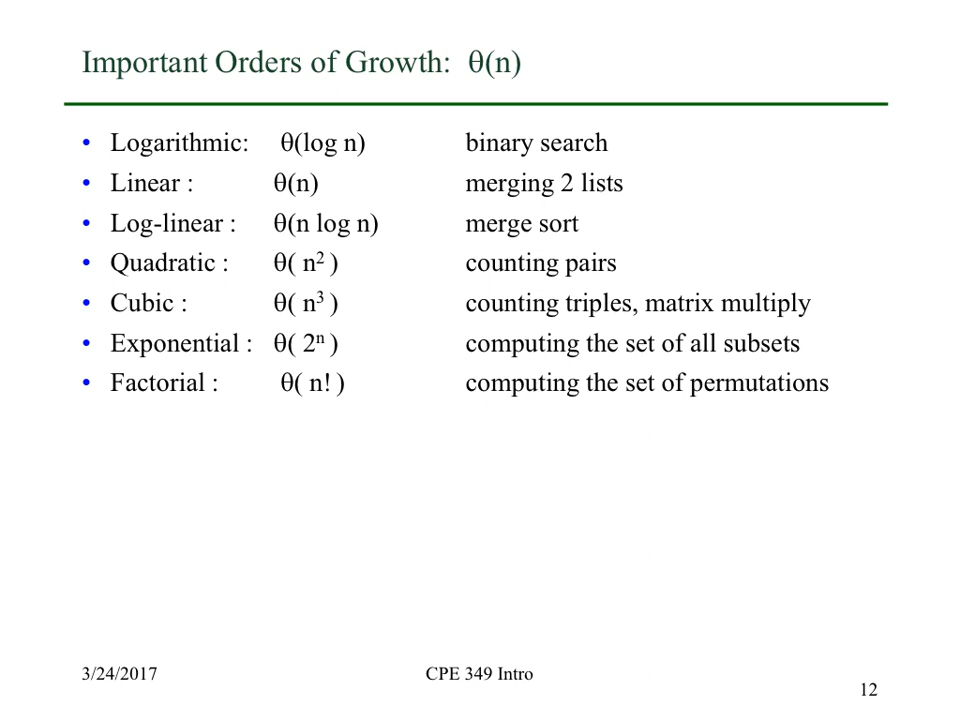 Important Orders of Growth: θ(n)
• Logarithmic: θ(log n) binary search
• Linear : θ(n) merging 2 lists
• Log-linear : θ(n log n) merge sort
• Quadratic : θ( n² ) counting pairs
• Cubic : θ( n³ ) counting triples, matrix multiply
• Exponential : θ( 2ⁿ ) computing the set of all subsets
• Factorial : θ( n! ) computing the set of permutations
3/24/2017 CPE 349 Intro 12